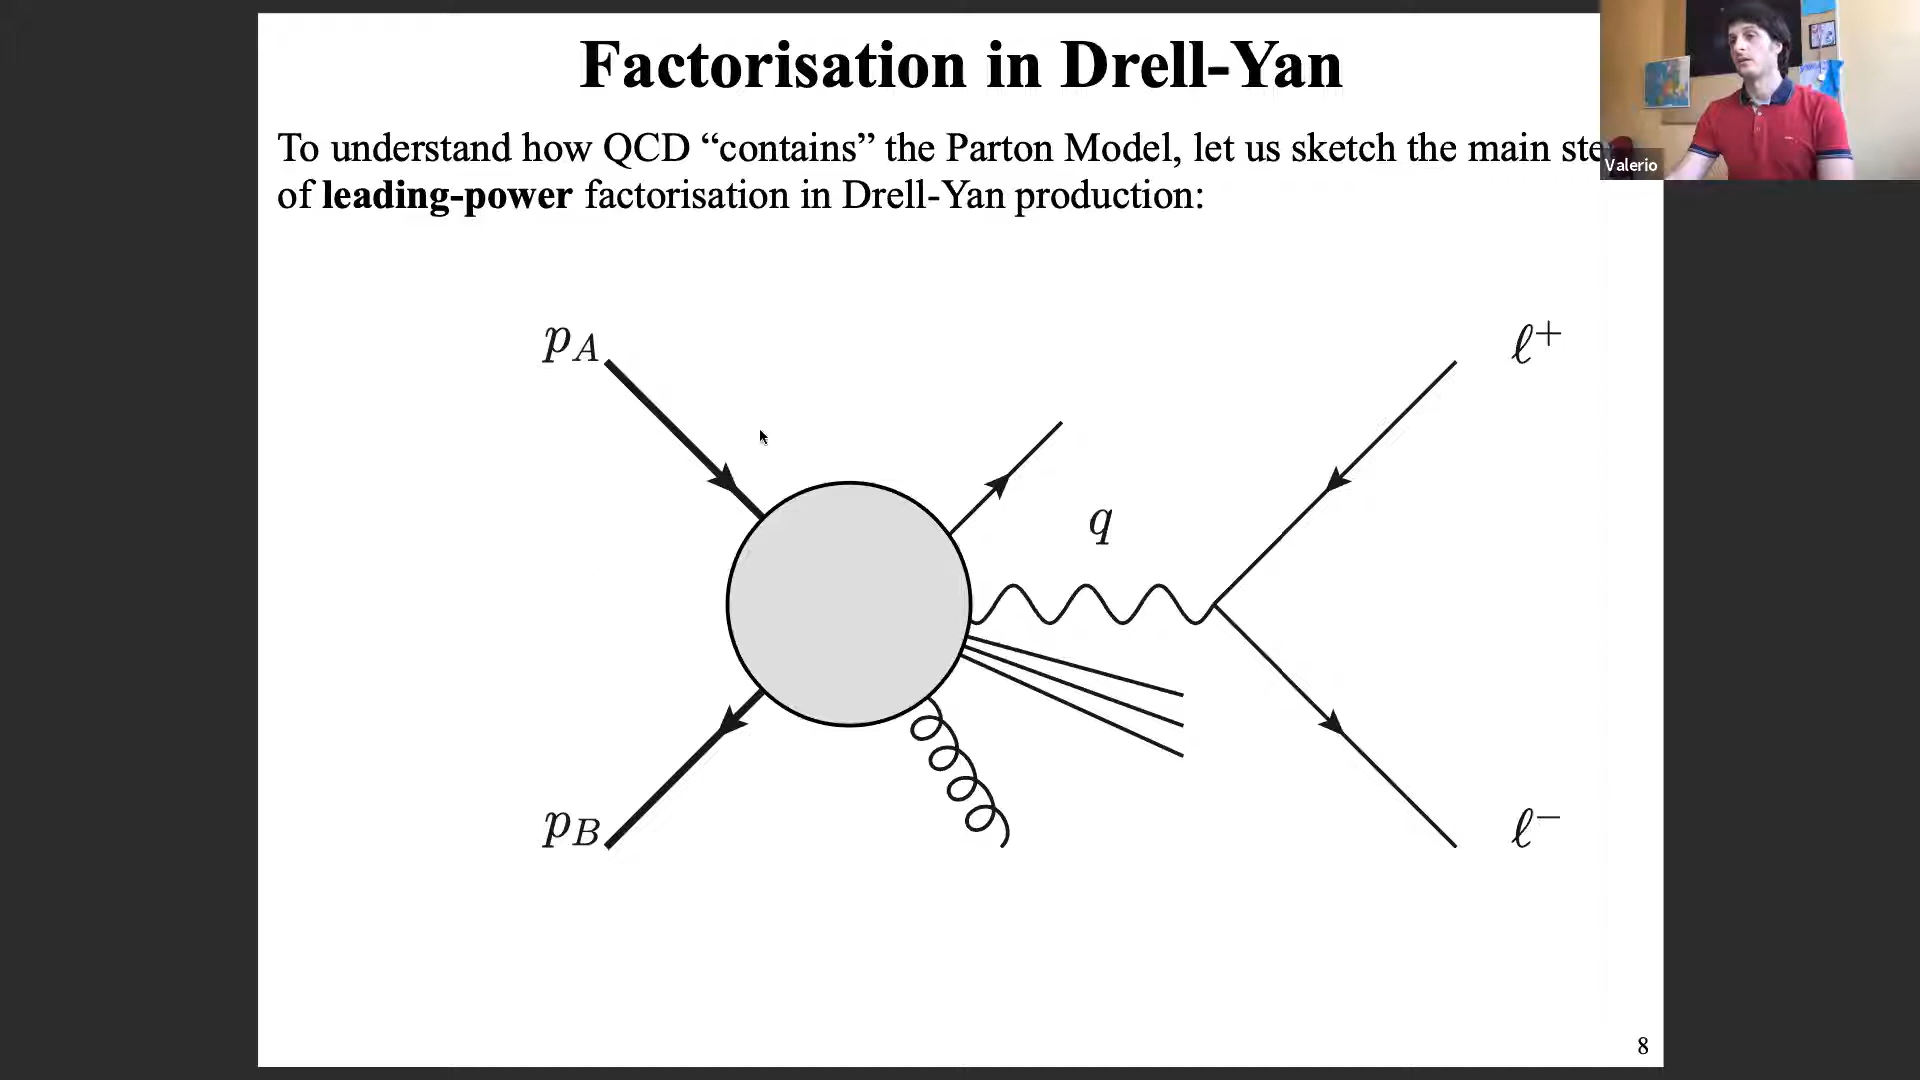 Factorisation in Drell-Yan
To understand how QCD “contains” the Parton Model, let us sketch the main
of leading-power factorisation in Drell-Yan production:
Valerio
p_A
ℓ⁺
q
p_B
ℓ⁻
8